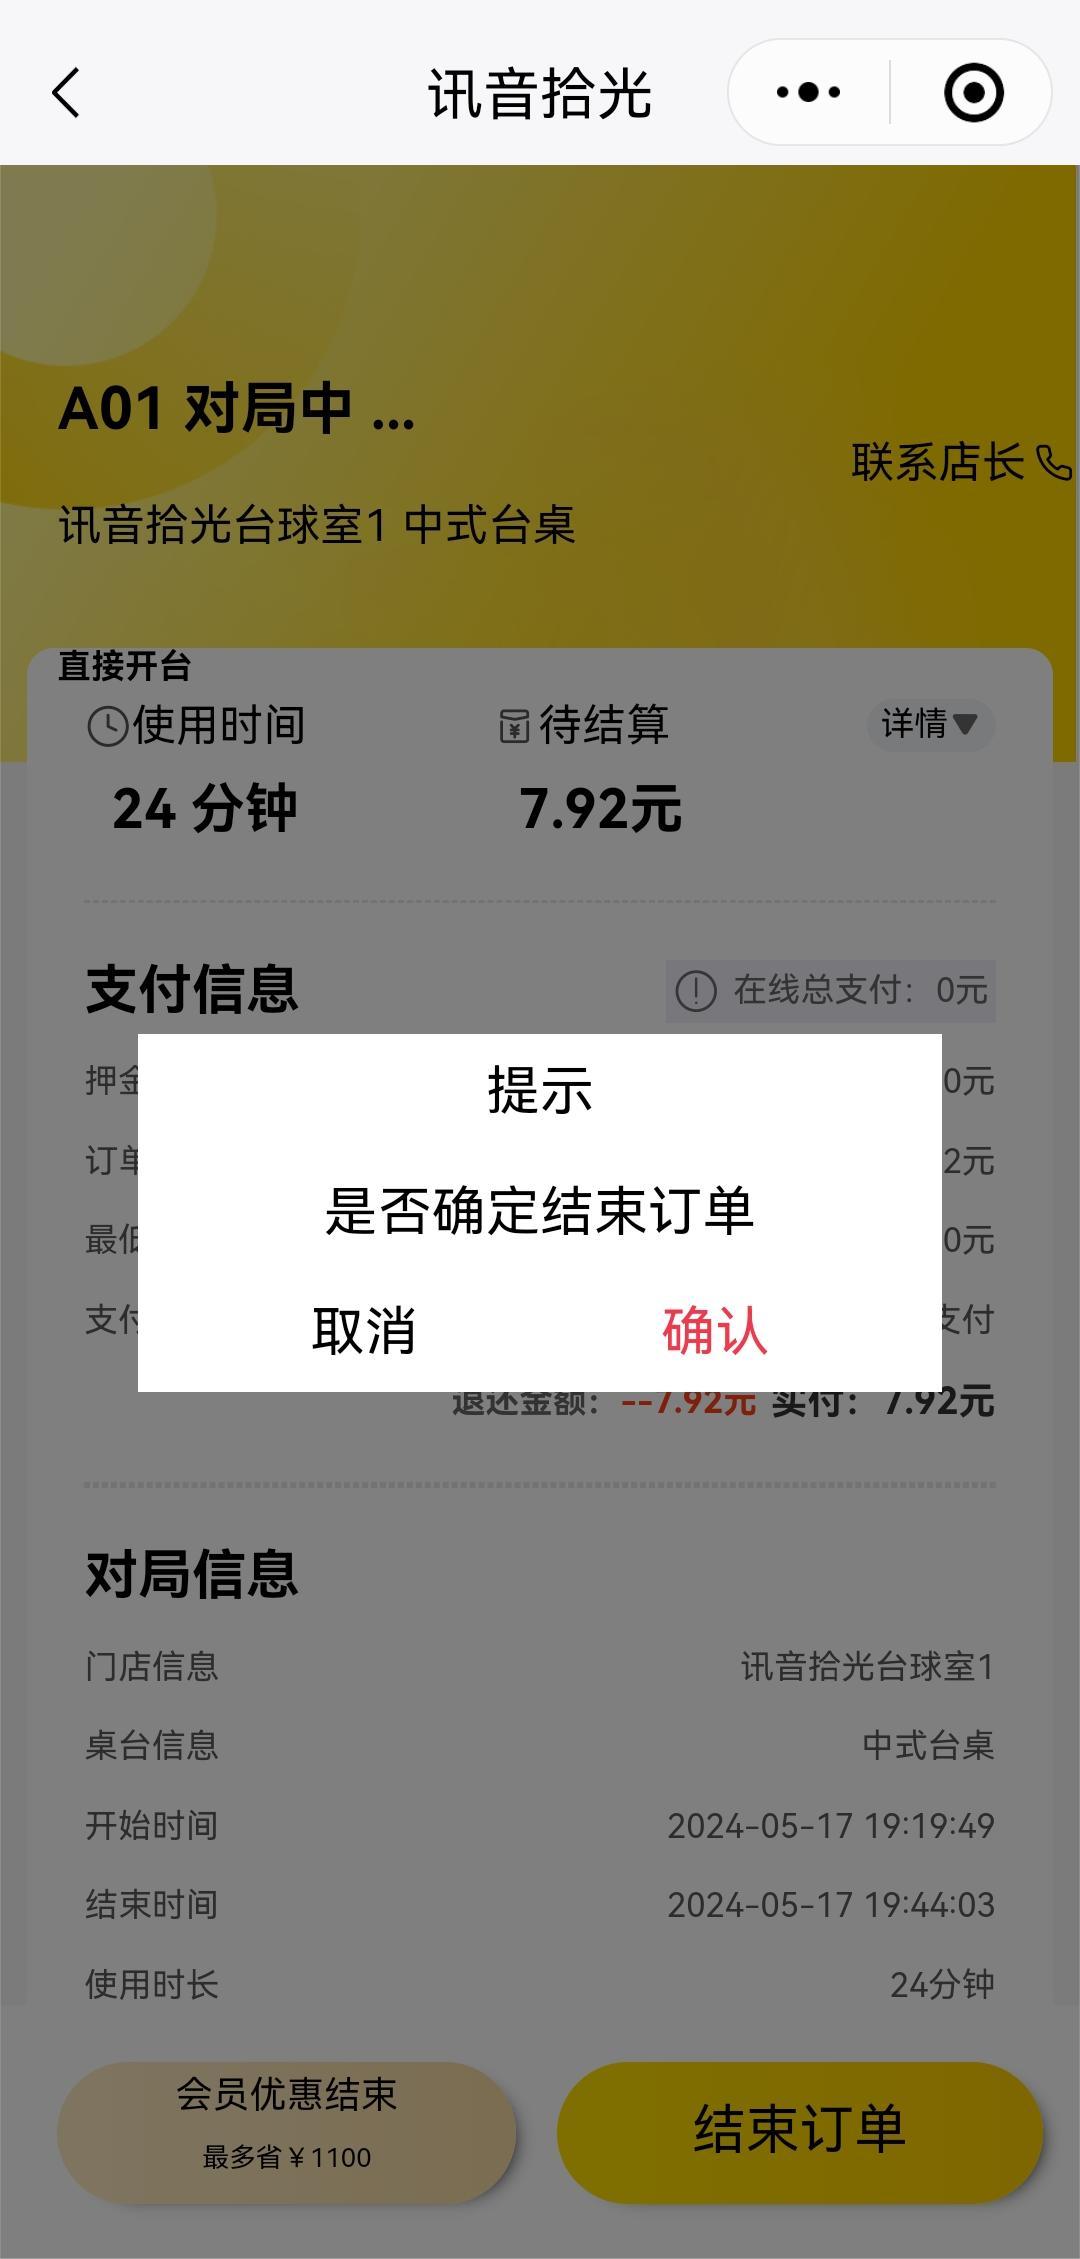 讯音拾光
A01 对局中 ...
联系店长
讯音拾光台球室1 中式台桌
直接开台
使用时间 待结算 详情
24 分钟 7.92元
支付信息 在线总支付： 0元
押金 0元
提示
订单 2元
是否确定结束订单
最低 0元
支付 支付
取消 确认
退还金额： --7.92元 实付： 7.92元
对局信息
门店信息 讯音拾光台球室1
桌台信息 中式台桌
开始时间 2024-05-17 19:19:49
结束时间 2024-05-17 19:44:03
使用时长 24分钟
会员优惠结束
最多省￥1100
结束订单